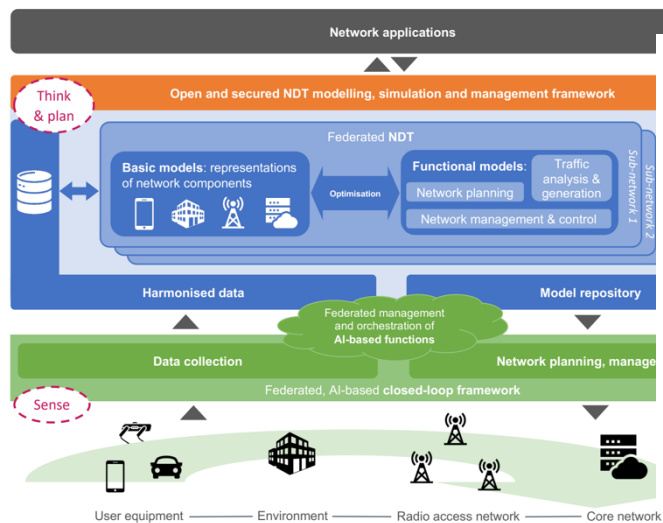 Network applications
Think
& plan
Open and secured NDT modelling, simulation and management framework
Federated NDT
Basic models: representations
of network components
Optimisation
Functional models:
Traffic
analysis &
generation
Network planning
Network management & control
Sub-network 1
Sub-network 2
Harmonised data
Model repository
Federated management
and orchestration of
AI-based functions
Data collection
Network planning, manage
Federated, AI-based closed-loop framework
Sense
User equipment
Environment
Radio access network
Core network